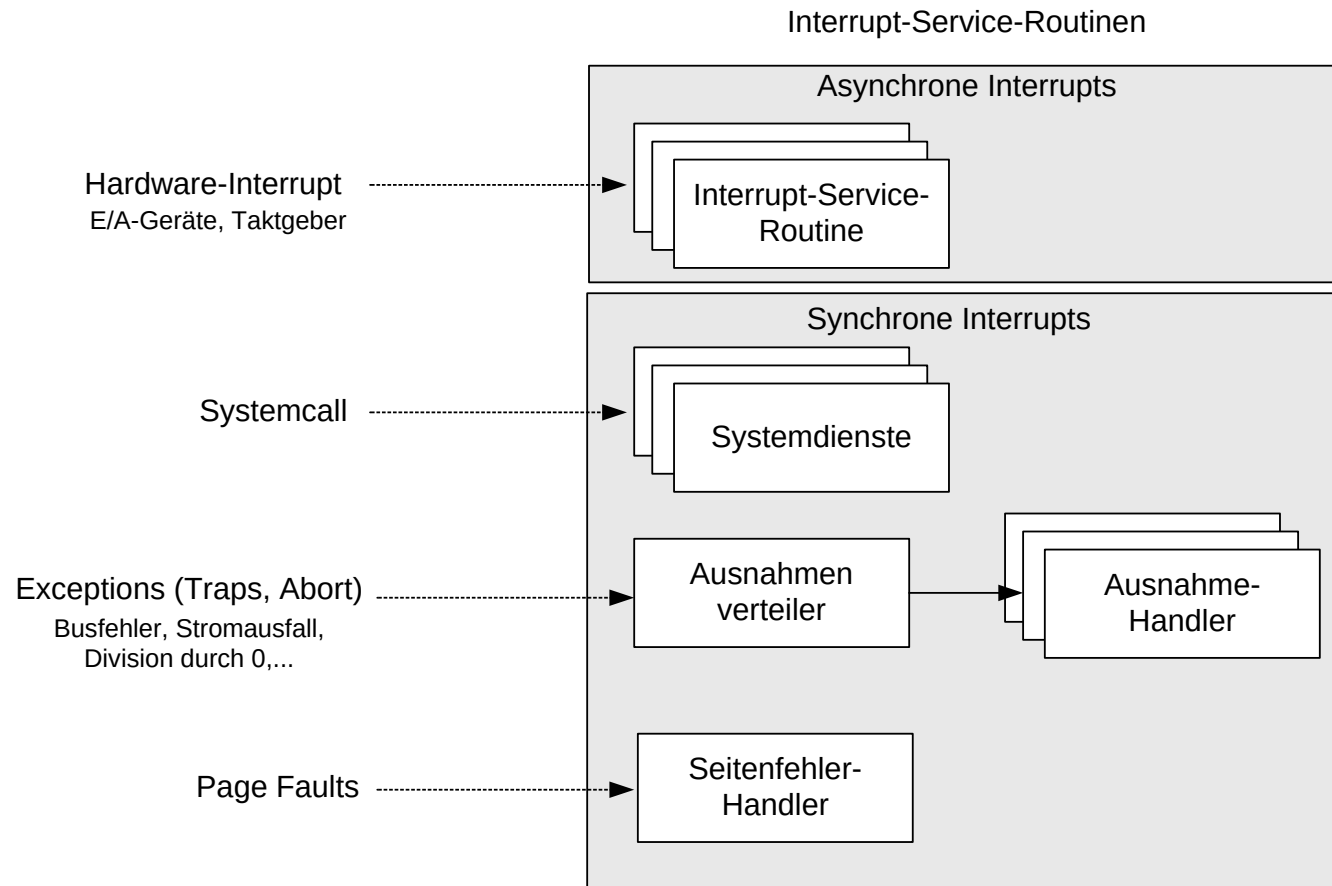 Interrupt-Service-Routinen
Asynchrone Interrupts
Hardware-Interrupt
E/A-Geräte, Taktgeber
Interrupt-Service-
Routine
Synchrone Interrupts
Systemcall
Systemdienste
Exceptions (Traps, Abort)
Busfehler, Stromausfall,
Division durch 0,...
Ausnahmen
verteiler
Ausnahme-
Handler
Page Faults
Seitenfehler-
Handler